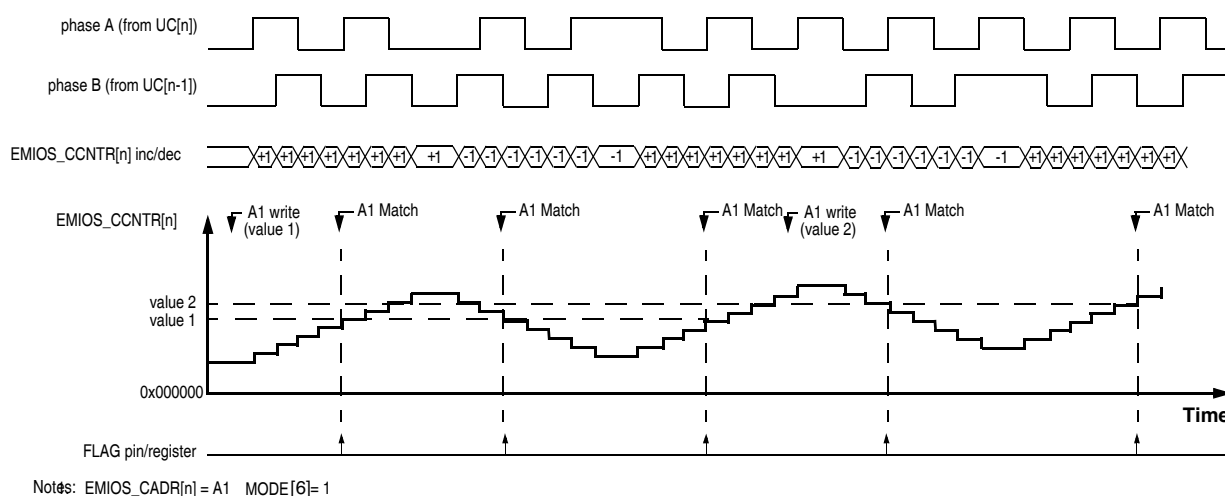 phase A (from UC[n])
phase B (from UC[n-1])
EMIOS_CCNTR[n] inc/dec +1 +1 +1 +1 +1 +1 +1 +1 -1 -1 -1 -1 -1 -1 -1 +1 +1 +1 +1 +1 +1 +1 +1 -1 -1 -1 -1 -1 -1 -1 +1 +1 +1 +1 +1 +1 +1
EMIOS_CCNTR[n]
A1 write
(value 1)
A1 Match
A1 Match
A1 Match
A1 write
(value 2)
A1 Match
A1 Match
value 2
value 1
0x000000
Time
FLAG pin/register
Notes: EMIOS_CADR[n] = A1 MODE[6]= 1